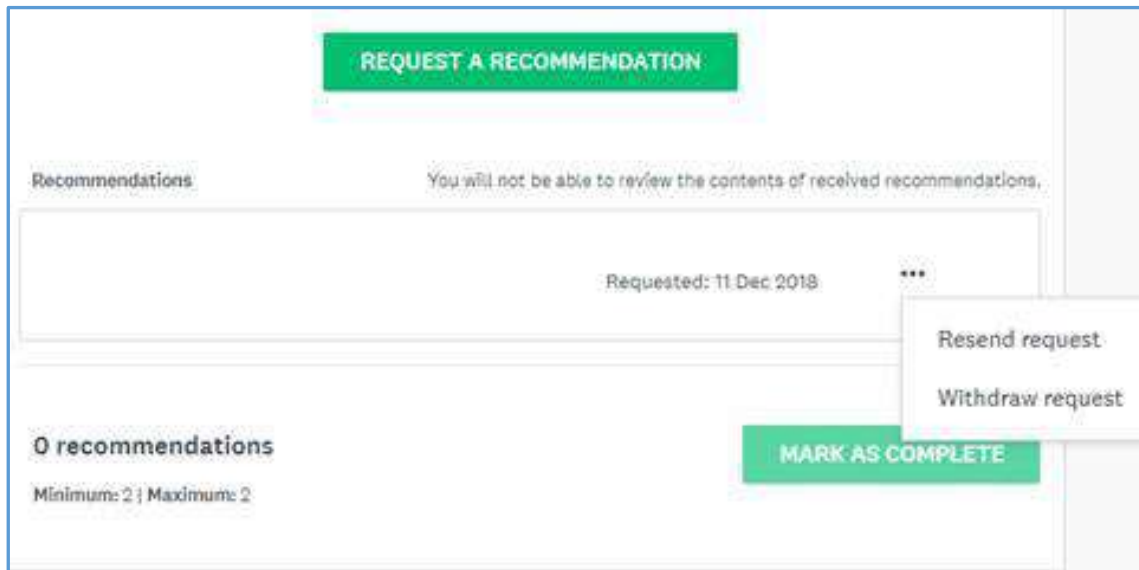 REQUEST A RECOMMENDATION
Recommendations
You will not be able to review the contents of received recommendations.
Requested: 11 Dec 2018
•••
Resend request
Withdraw request
0 recommendations
MARK AS COMPLETE
Minimum: 2 | Maximum: 2